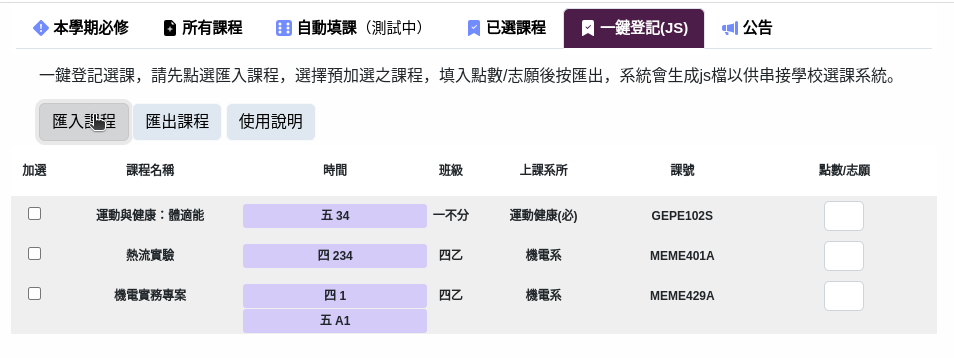 本學期必修 所有課程 自動填課（測試中） 已選課程 一鍵登記(JS) 公告
一鍵登記選課，請先點選匯入課程，選擇預加選之課程，填入點數/志願後按匯出，系統會生成js檔以供串接學校選課系統。
匯入課程 匯出課程 使用說明
加選 課程名稱 時間 班級 上課系所 課號 點數/志願
運動與健康：體適能 五 34 一不分 運動健康(必) GEPE102S
熱流實驗 四 234 四乙 機電系 MEME401A
機電實務專案 四 1 四乙 機電系 MEME429A
五 A1